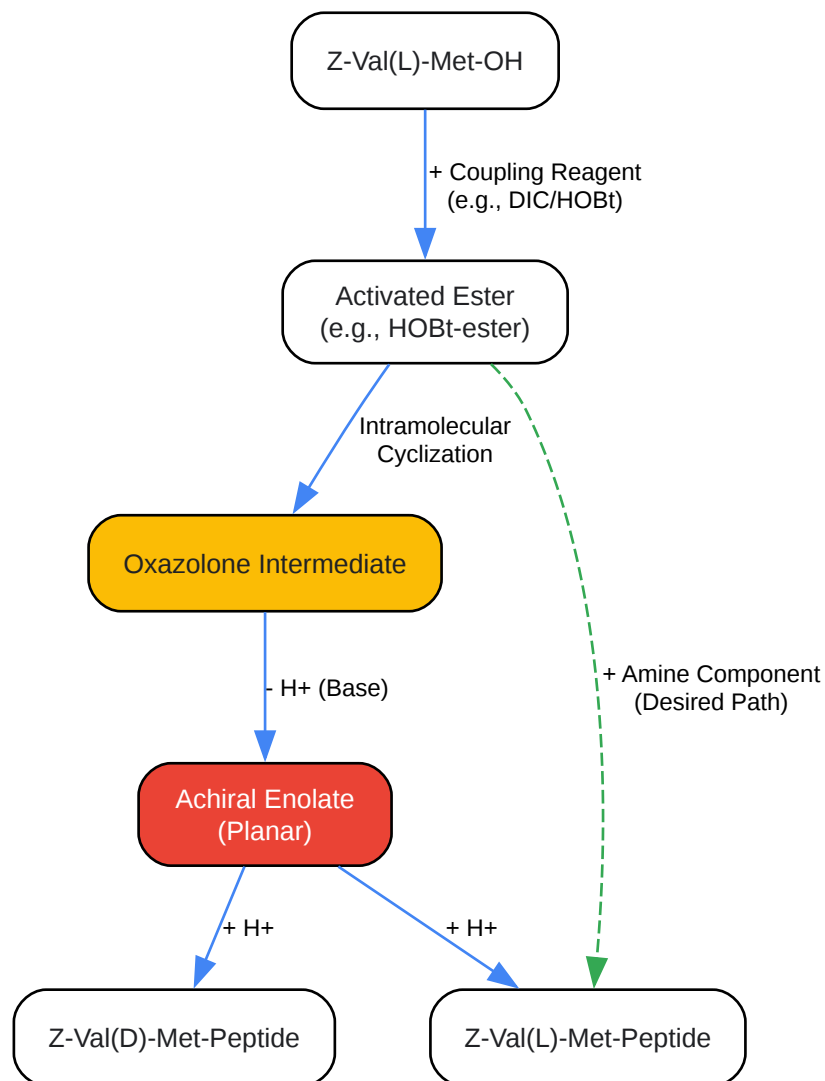 Z-Val(L)-Met-OH
+ Coupling Reagent
(e.g., DIC/HOBt)
Activated Ester
(e.g., HOBt-ester)
Intramolecular
Cyclization
Oxazolone Intermediate
+ Amine Component
(Desired Path)
- H+ (Base)
Achiral Enolate
(Planar)
+ H+
+ H+
Z-Val(D)-Met-Peptide
Z-Val(L)-Met-Peptide